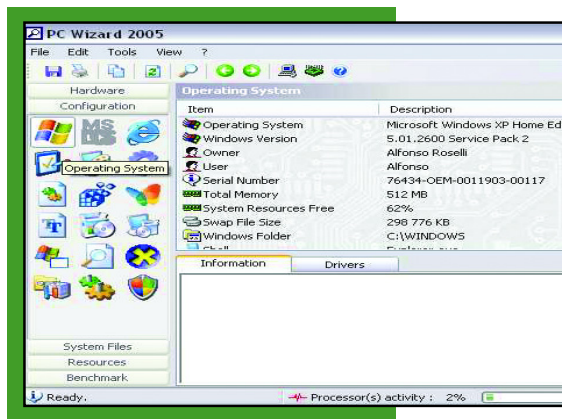 PC Wizard 2005
File Edit Tools View ?
Hardware
Configuration
MS
Operating System
System Files
Resources
Benchmark
Operating System
Item Description
Operating System Microsoft Windows XP Home Ed
Windows Version 5.01.2600 Service Pack 2
Owner Alfonso Roselli
User Alfonso
Serial Number 76434-OEM-0011903-00117
Total Memory 512 MB
System Resources Free 62%
Swap File Size 298 776 KB
Windows Folder C:\WINDOWS
Information Drivers
Ready. Processor(s) activity : 2%